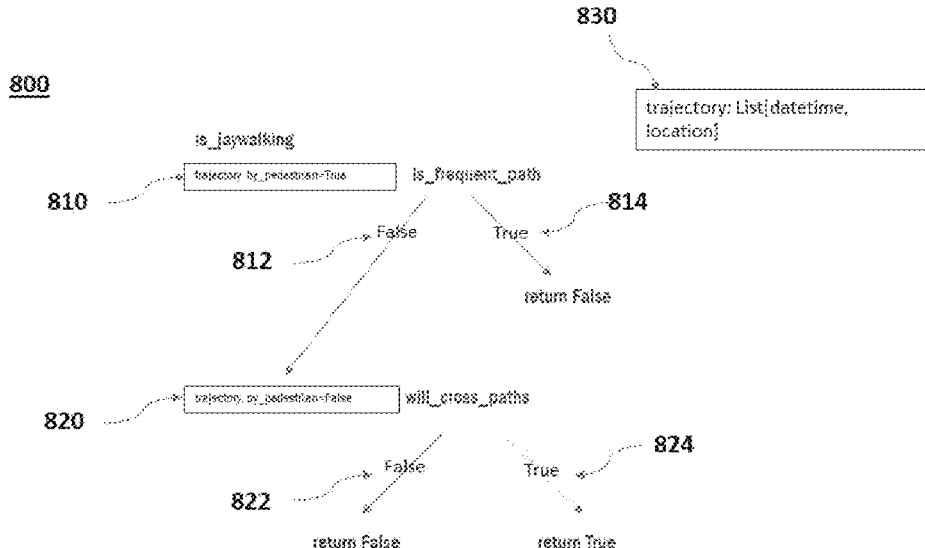 830
800
trajectory: List[datetime,
location]
is_jaywalking
trajectory, by_pedestrian=True
is_frequent_path
810
814
False
True
812
return False
trajectory, by_pedestrian=False
will_cross_paths
820
824
False
True
822
return False
return True